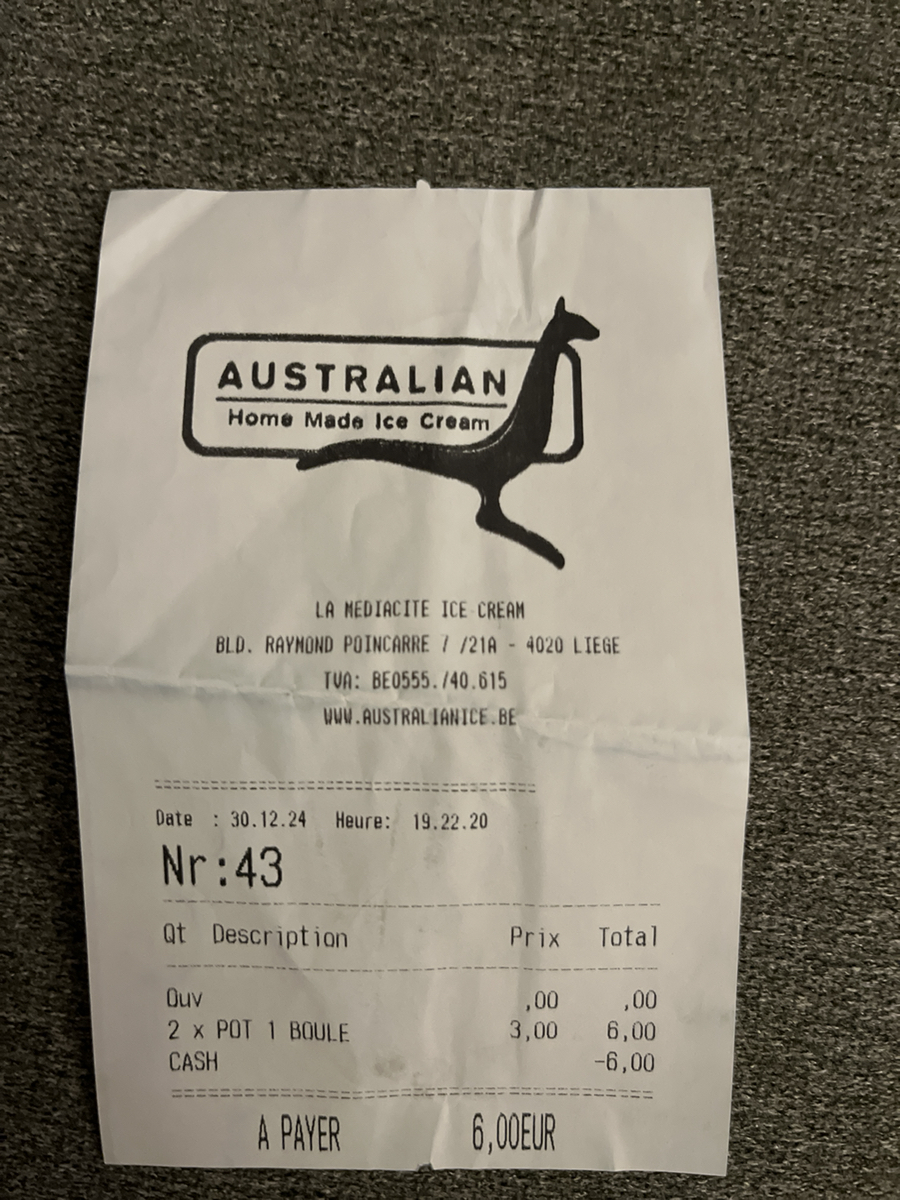 AUSTRALIAN
Home Made Ice Cream
LA MEDIACITE ICE CREAM
BLD. RAYMOND POINCARRE 7 /21A - 4020 LIEGE
TVA: BE0555./40.615
WWW.AUSTRALIANICE.BE
Date : 30.12.24 Heure: 19.22.20
Nr:43
Qt Description Prix Total
Ouv ,00 ,00
2 x POT 1 BOULE 3,00 6,00
CASH -6,00
A PAYER 6,00EUR